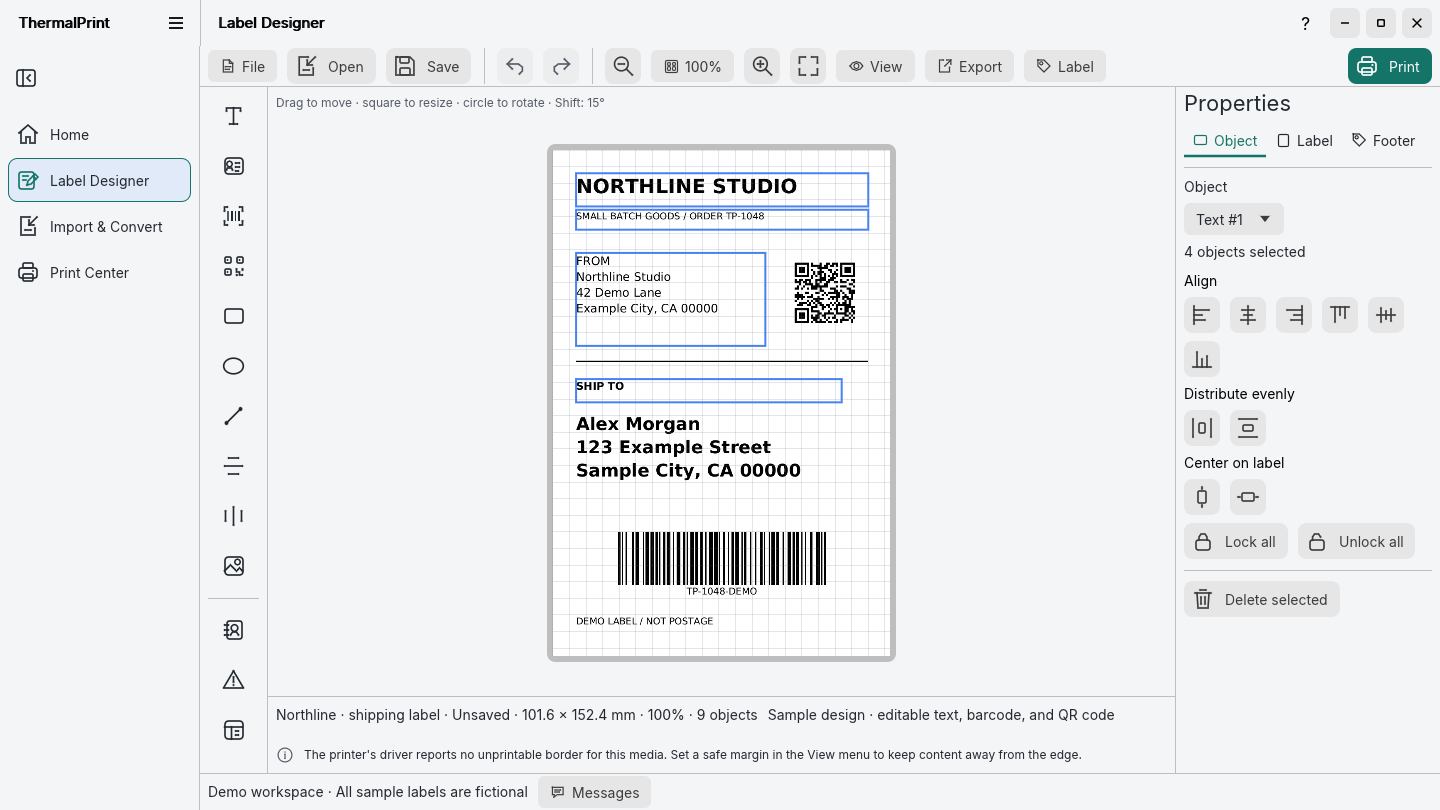 ThermalPrint
Label Designer
?
File
Open
Save
100%
View
Export
Label
Print
Home
Label Designer
Import & Convert
Print Center
Drag to move · square to resize · circle to rotate · Shift: 15°
NORTHLINE STUDIO
SMALL BATCH GOODS / ORDER TP-1048
FROM
Northline Studio
42 Demo Lane
Example City, CA 00000
SHIP TO
Alex Morgan
123 Example Street
Sample City, CA 00000
TP-1048-DEMO
DEMO LABEL / NOT POSTAGE
Northline · shipping label · Unsaved · 101.6 × 152.4 mm · 100% · 9 objects Sample design · editable text, barcode, and QR code
The printer's driver reports no unprintable border for this media. Set a safe margin in the View menu to keep content away from the edge.
Properties
Object Label Footer
Object
Text #1
4 objects selected
Align
Distribute evenly
Center on label
Lock all Unlock all
Delete selected
Demo workspace · All sample labels are fictional
Messages